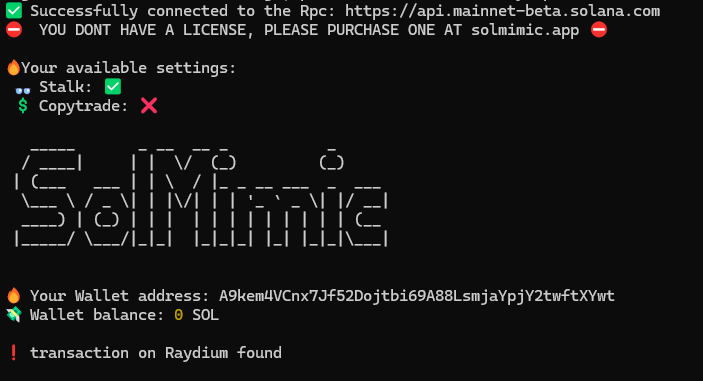 ✅ Successfully connected to the Rpc: https://api.mainnet-beta.solana.com
⛔ YOU DONT HAVE A LICENSE, PLEASE PURCHASE ONE AT solmimic.app ⛔
🔥Your available settings:
👓 Stalk: ✅
$ Copytrade: ❌
SolMimic
🔥 Your Wallet address: A9kem4VCnx7Jf52Dojtbi69A88LsmjaYpjY2twftXYwt
💸 Wallet balance: 0 SOL
❗ transaction on Raydium found